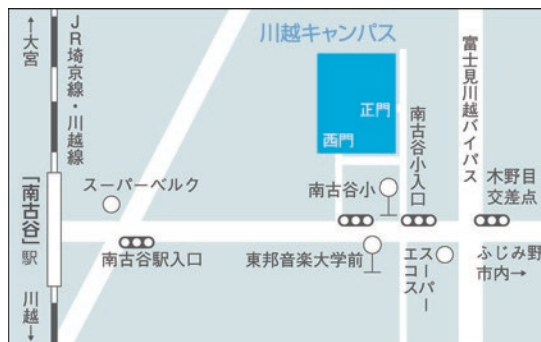 ↑大宮
JR埼京線・川越線
「南古谷」駅
川越↓
スーパーベルク
南古谷駅入口
川越キャンパス
正門
西門
南古谷小
東邦音楽大学前
南古谷小入口
エスコスーパー
富士見川越バイパス
木野目
交差点
ふじみ野
市内→